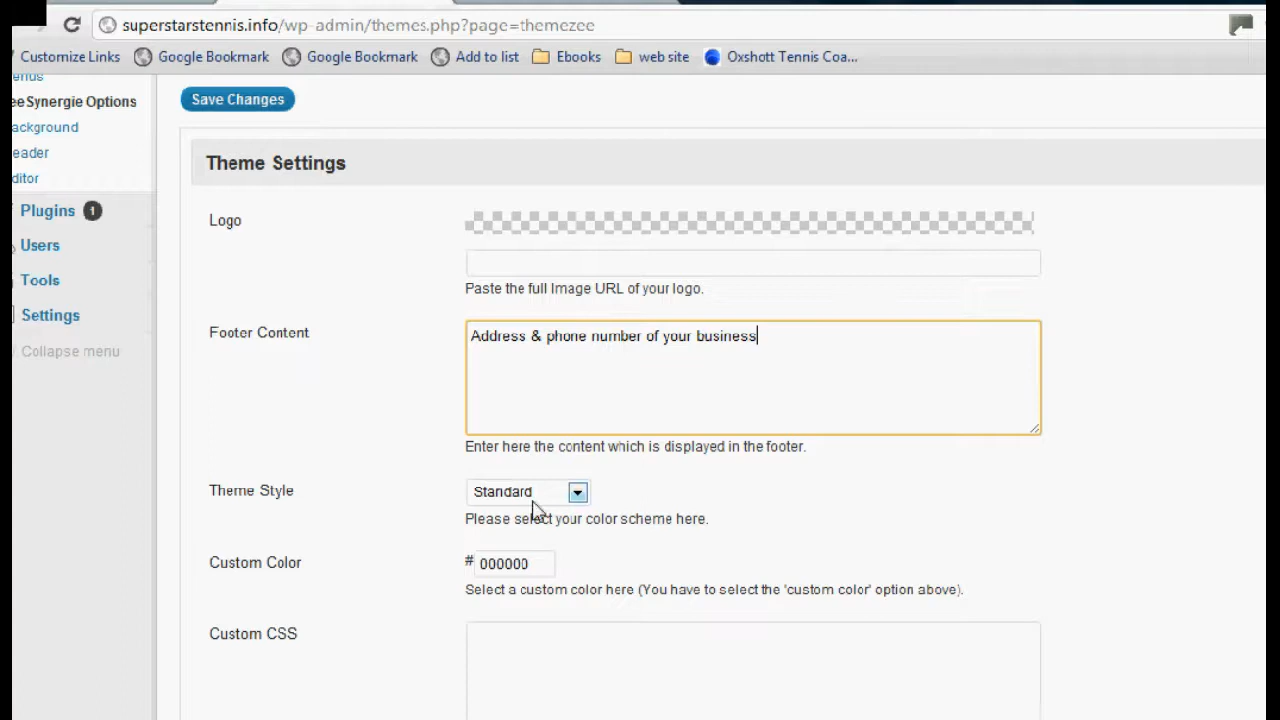 superstarstennis.info/wp-admin/themes.php?page=themezee
Customize Links Google Bookmark Google Bookmark Add to list Ebooks web site Oxshott Tennis Coa...
enus
ee Synergie Options
ackground
eader
ditor
Plugins 1
Users
Tools
Settings
Collapse menu
Save Changes
Theme Settings
Logo
Paste the full Image URL of your logo.
Footer Content
Address & phone number of your business
Enter here the content which is displayed in the footer.
Theme Style
Standard
Please select your color scheme here.
Custom Color
# 000000
Select a custom color here (You have to select the 'custom color' option above).
Custom CSS